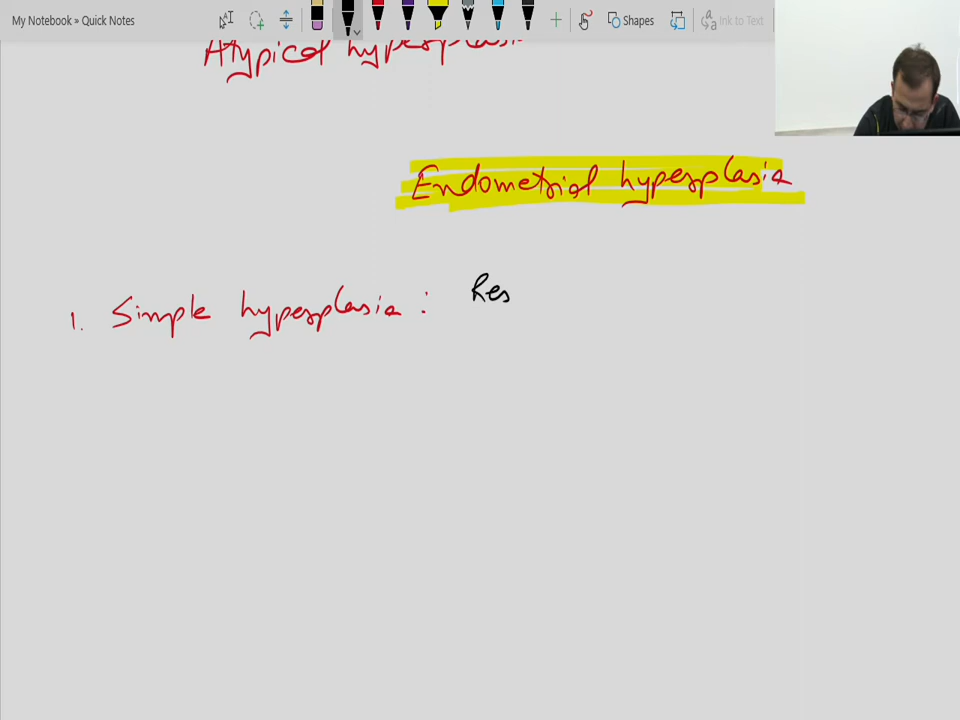 My Notebook » Quick Notes
Shapes
Ink to Text
Atypical hyperplasia
Endometrial hyperplasia
1. Simple hyperplasia : Res